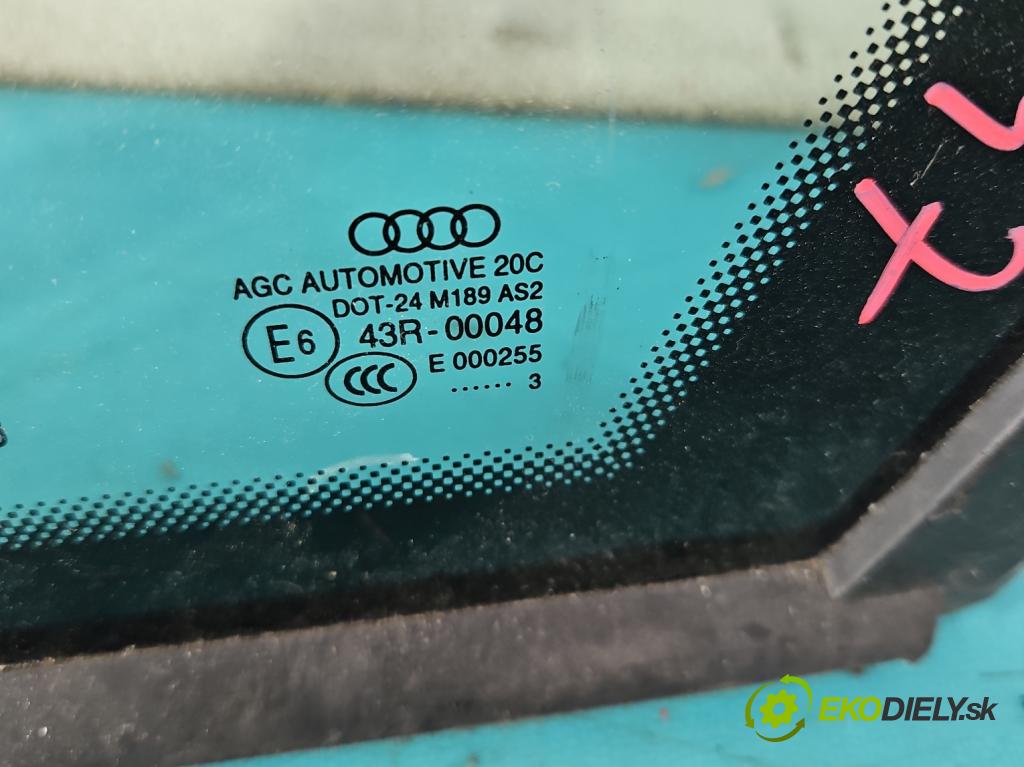 AGC AUTOMOTIVE 20C
DOT-24 M189 AS2
E6 43R-00048
CCC E 000255
...... 3
EKODIELY.sk